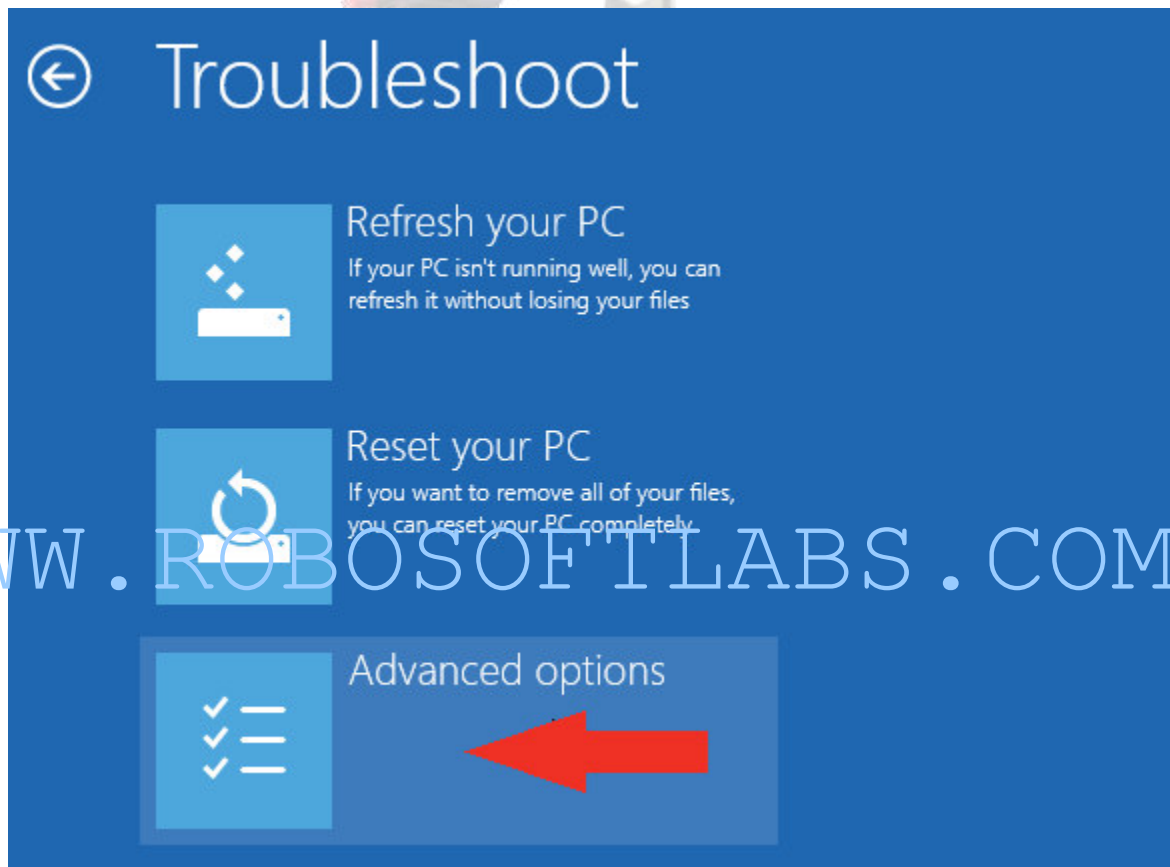 Troubleshoot
Refresh your PC
If your PC isn't running well, you can
refresh it without losing your files
Reset your PC
If you want to remove all of your files,
you can reset your PC completely.
W.ROBOSOFTLABS.COM
Advanced options